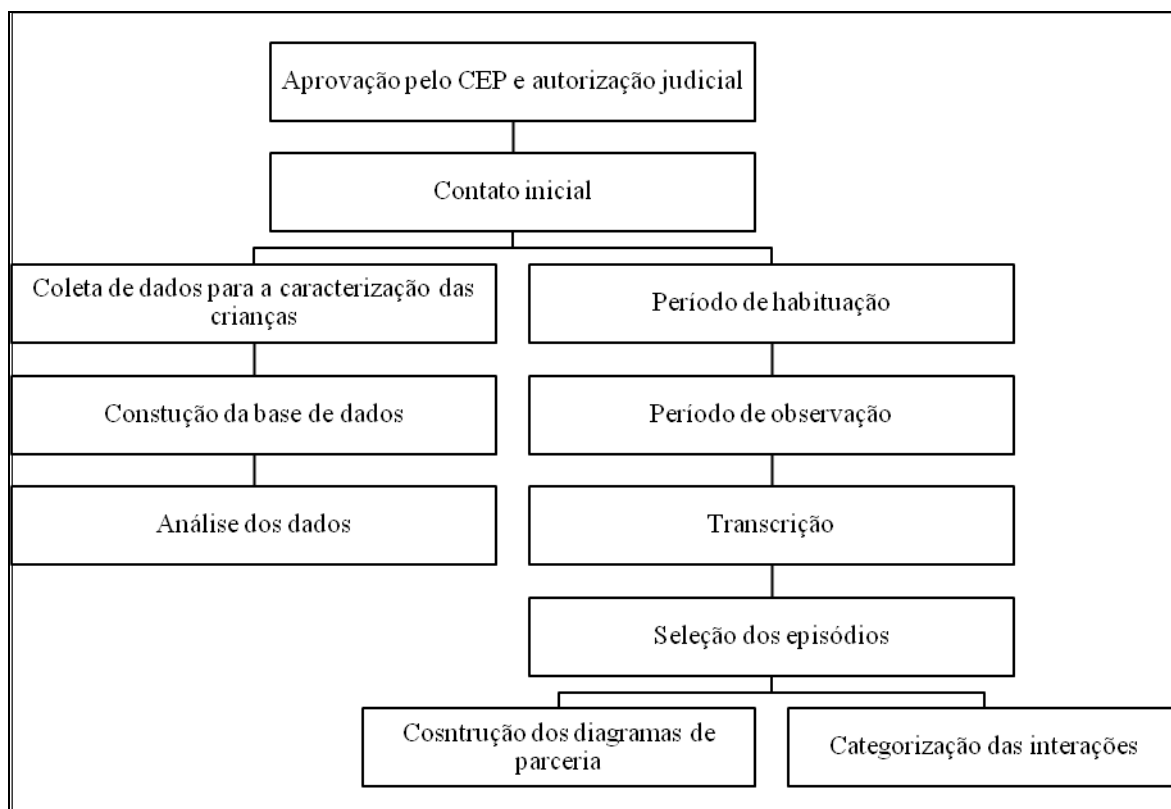 Aprovação pelo CEP e autorização judicial
Contato inicial
Coleta de dados para a caracterização das
crianças
Período de habituação
Constução da base de dados
Período de observação
Análise dos dados
Transcrição
Seleção dos episódios
Cosntrução dos diagramas de
parceria
Categorização das interações